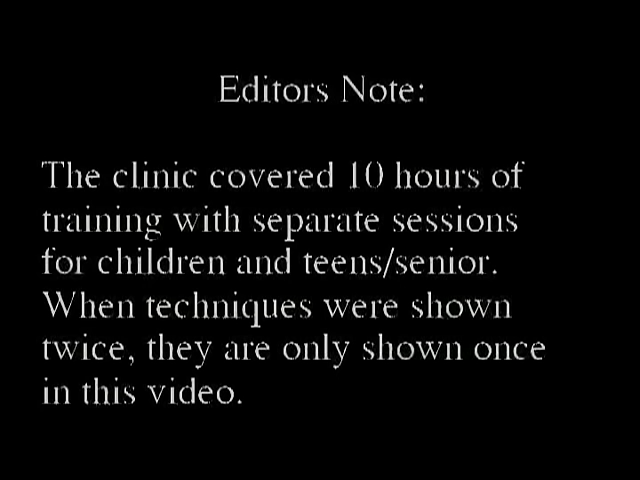 Editors Note:
The clinic covered 10 hours of
training with separate sessions
for children and teens/senior.
When techniques were shown
twice, they are only shown once
in this video.